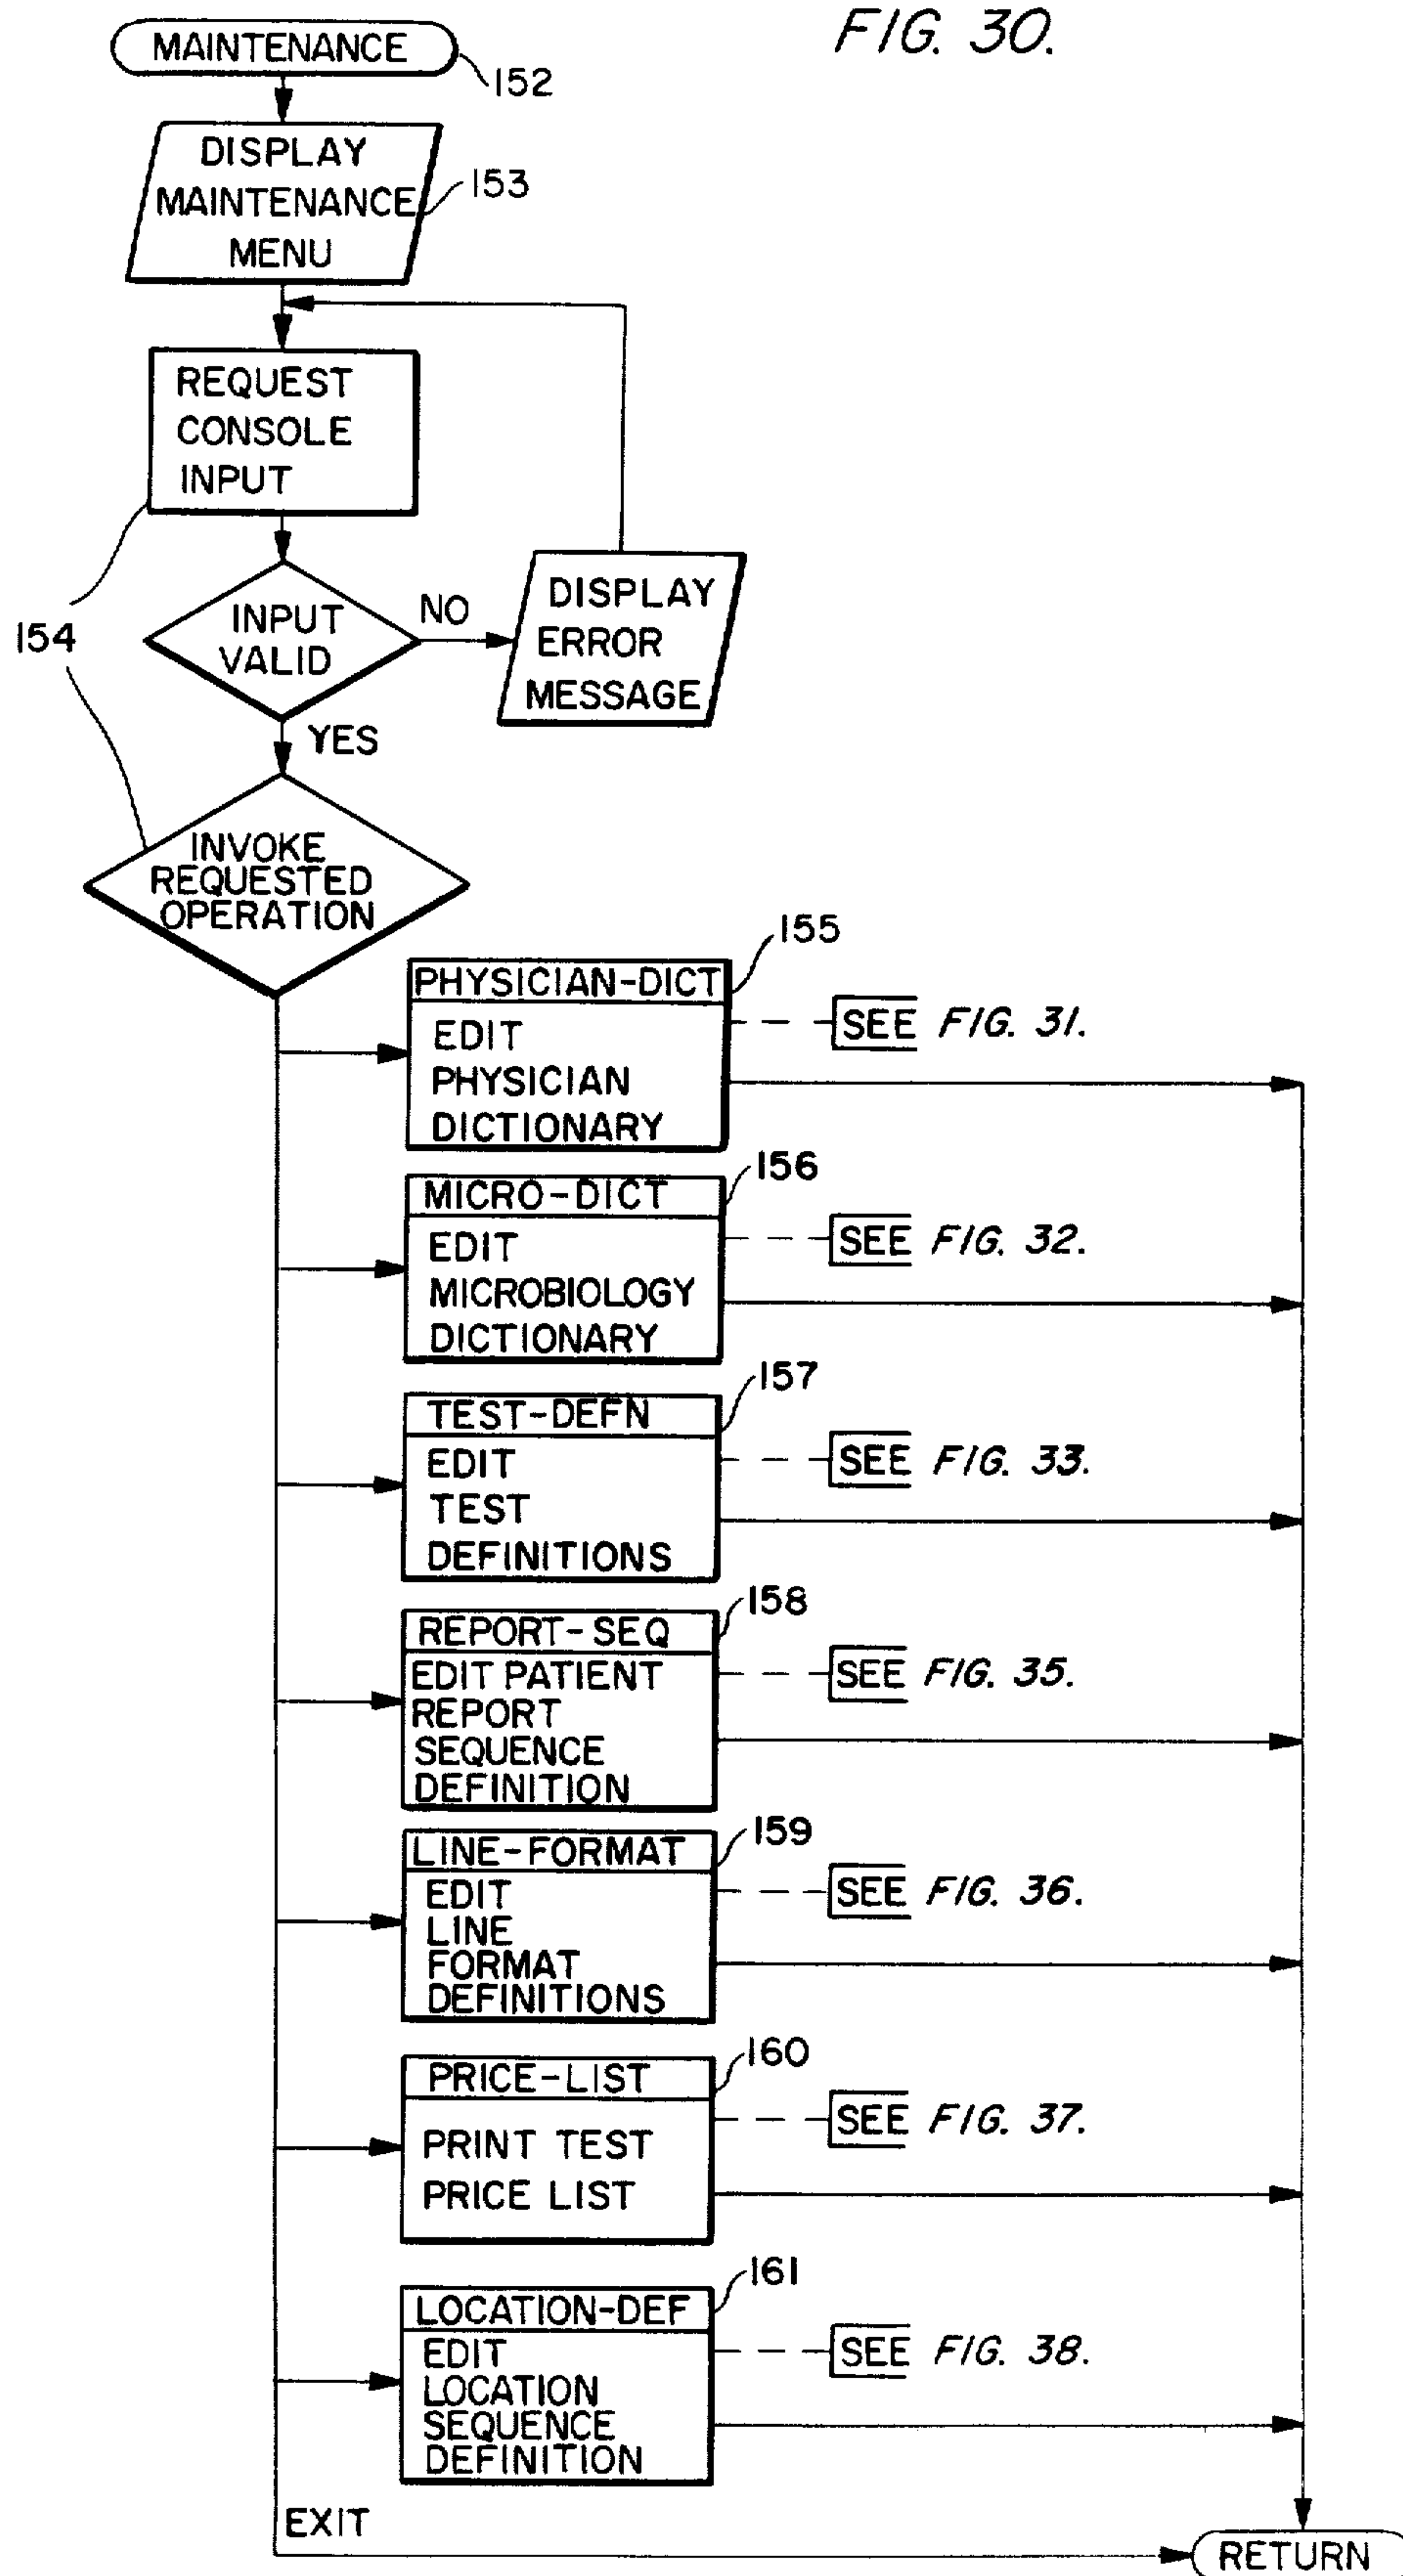 FIG. 30.
MAINTENANCE
152
DISPLAY
MAINTENANCE
MENU
153
REQUEST
CONSOLE
INPUT
154
INPUT
VALID
NO
DISPLAY
ERROR
MESSAGE
YES
INVOKE
REQUESTED
OPERATION
155
PHYSICIAN-DICT
EDIT
PHYSICIAN
DICTIONARY
SEE FIG. 31.
156
MICRO-DICT
EDIT
MICROBIOLOGY
DICTIONARY
SEE FIG. 32.
157
TEST-DEFN
EDIT
TEST
DEFINITIONS
SEE FIG. 33.
158
REPORT-SEQ
EDIT PATIENT
REPORT
SEQUENCE
DEFINITION
SEE FIG. 35.
159
LINE-FORMAT
EDIT
LINE
FORMAT
DEFINITIONS
SEE FIG. 36.
160
PRICE-LIST
PRINT TEST
PRICE LIST
SEE FIG. 37.
161
LOCATION-DEF
EDIT
LOCATION
SEQUENCE
DEFINITION
SEE FIG. 38.
EXIT
RETURN